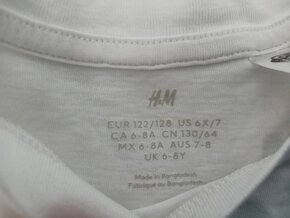 H&M
EUR 122/128 US 6X/7
CA 6-8A CN 130/64
MX 6-8A AUS 7-8
UK 6-8Y
Made in Bangladesh
Fabriqué au Bangladesh